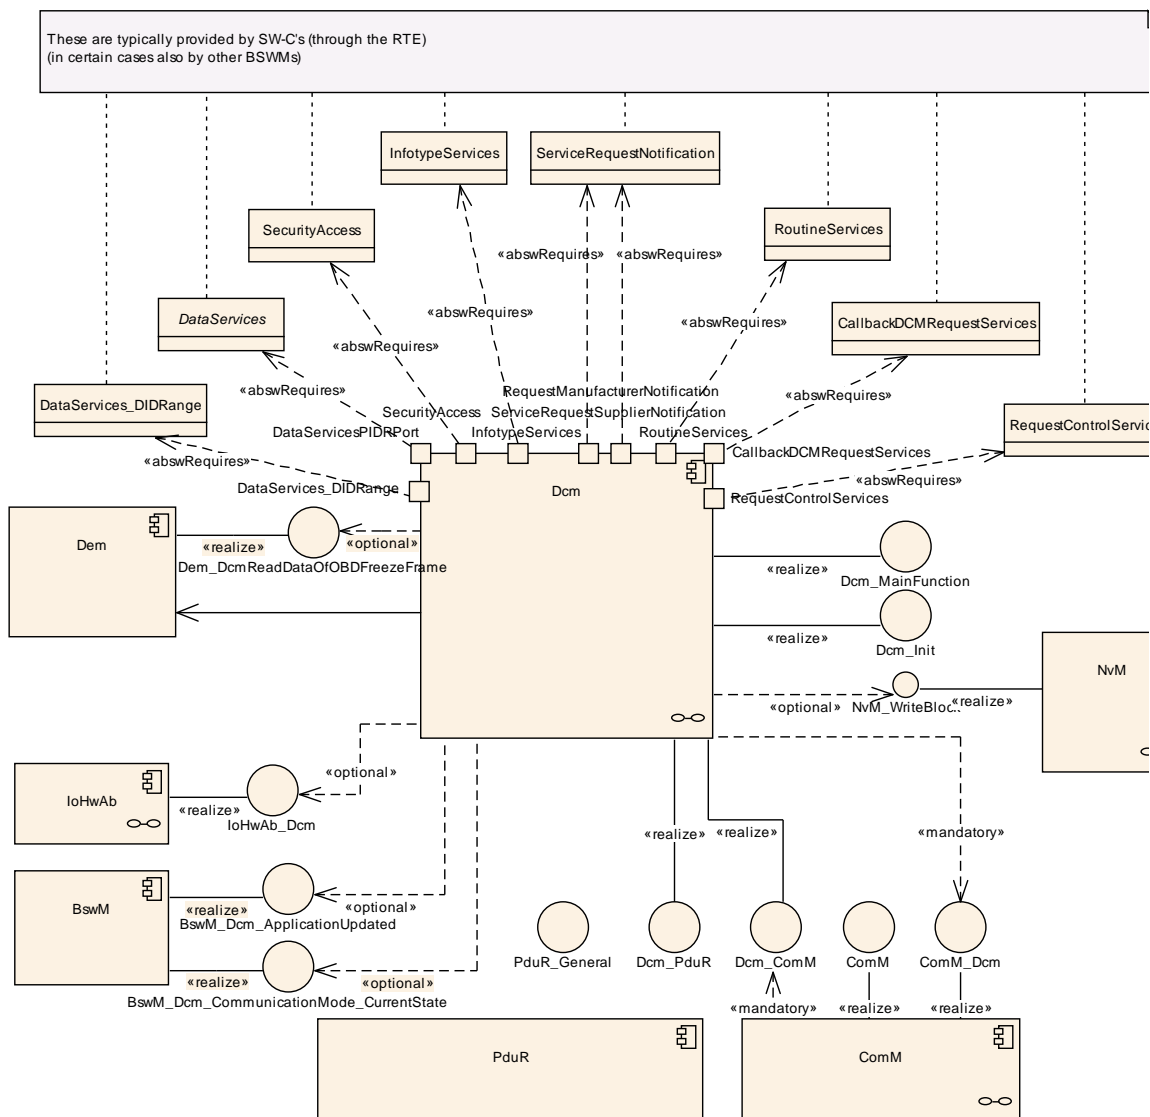 These are typically provided by SW-C's (through the RTE)
(in certain cases also by other BSWMs)
InfotypeServices
ServiceRequestNotification
SecurityAccess
RoutineServices
«abswRequires»
«abswRequires»
DataServices
CallbackDCMRequestServices
«abswRequires»
«abswRequires»
«abswRequires»
«abswRequires»
RequestManufacturerNotification
«abswRequires»
DataServices_DIDRange
SecurityAccess
ServiceRequestSupplierNotification
RequestControlServic
DataServicesPIDRPort
InfotypeServices
RoutineServices
«abswRequires»
CallbackDCMRequestServices
«abswRequires»
DataServices_DIDRange
Dcm
RequestControlServices
«abswRequires»
Dem
«realize»
«optional»
Dem_DcmReadDataOfOBDFreezeFrame
«realize»
Dcm_MainFunction
«realize»
Dcm_Init
NvM
«optional»
NvM_WriteBlock
«realize»
«optional»
IoHwAb
«realize»
IoHwAb_Dcm
«realize»
«realize»
«mandatory»
BswM
«realize»
«optional»
BswM_Dcm_ApplicationUpdated
PduR_General
Dcm_PduR
Dcm_ComM
ComM
ComM_Dcm
«realize»
«optional»
BswM_Dcm_CommunicationMode_CurrentState
«mandatory»
«realize»
«realize»
PduR
ComM